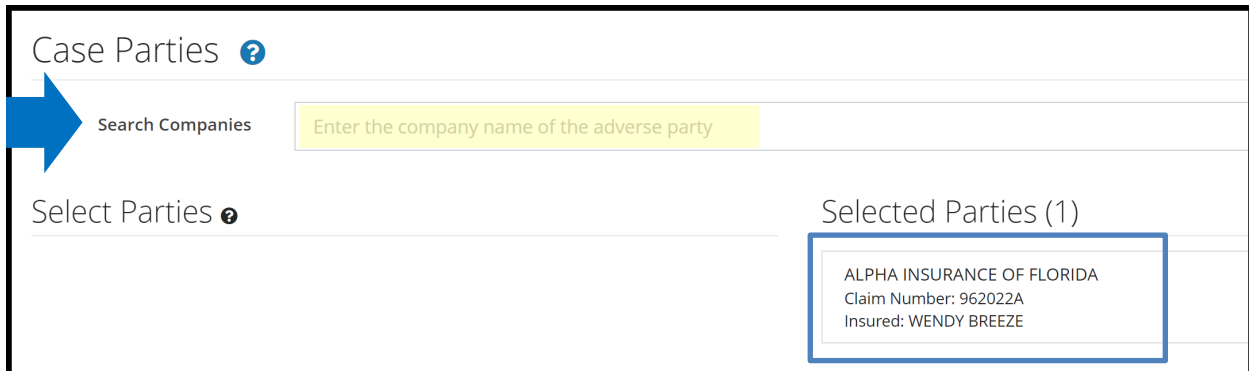 Case Parties ?
Search Companies
Enter the company name of the adverse party
Select Parties ?
Selected Parties (1)
ALPHA INSURANCE OF FLORIDA
Claim Number: 962022A
Insured: WENDY BREEZE